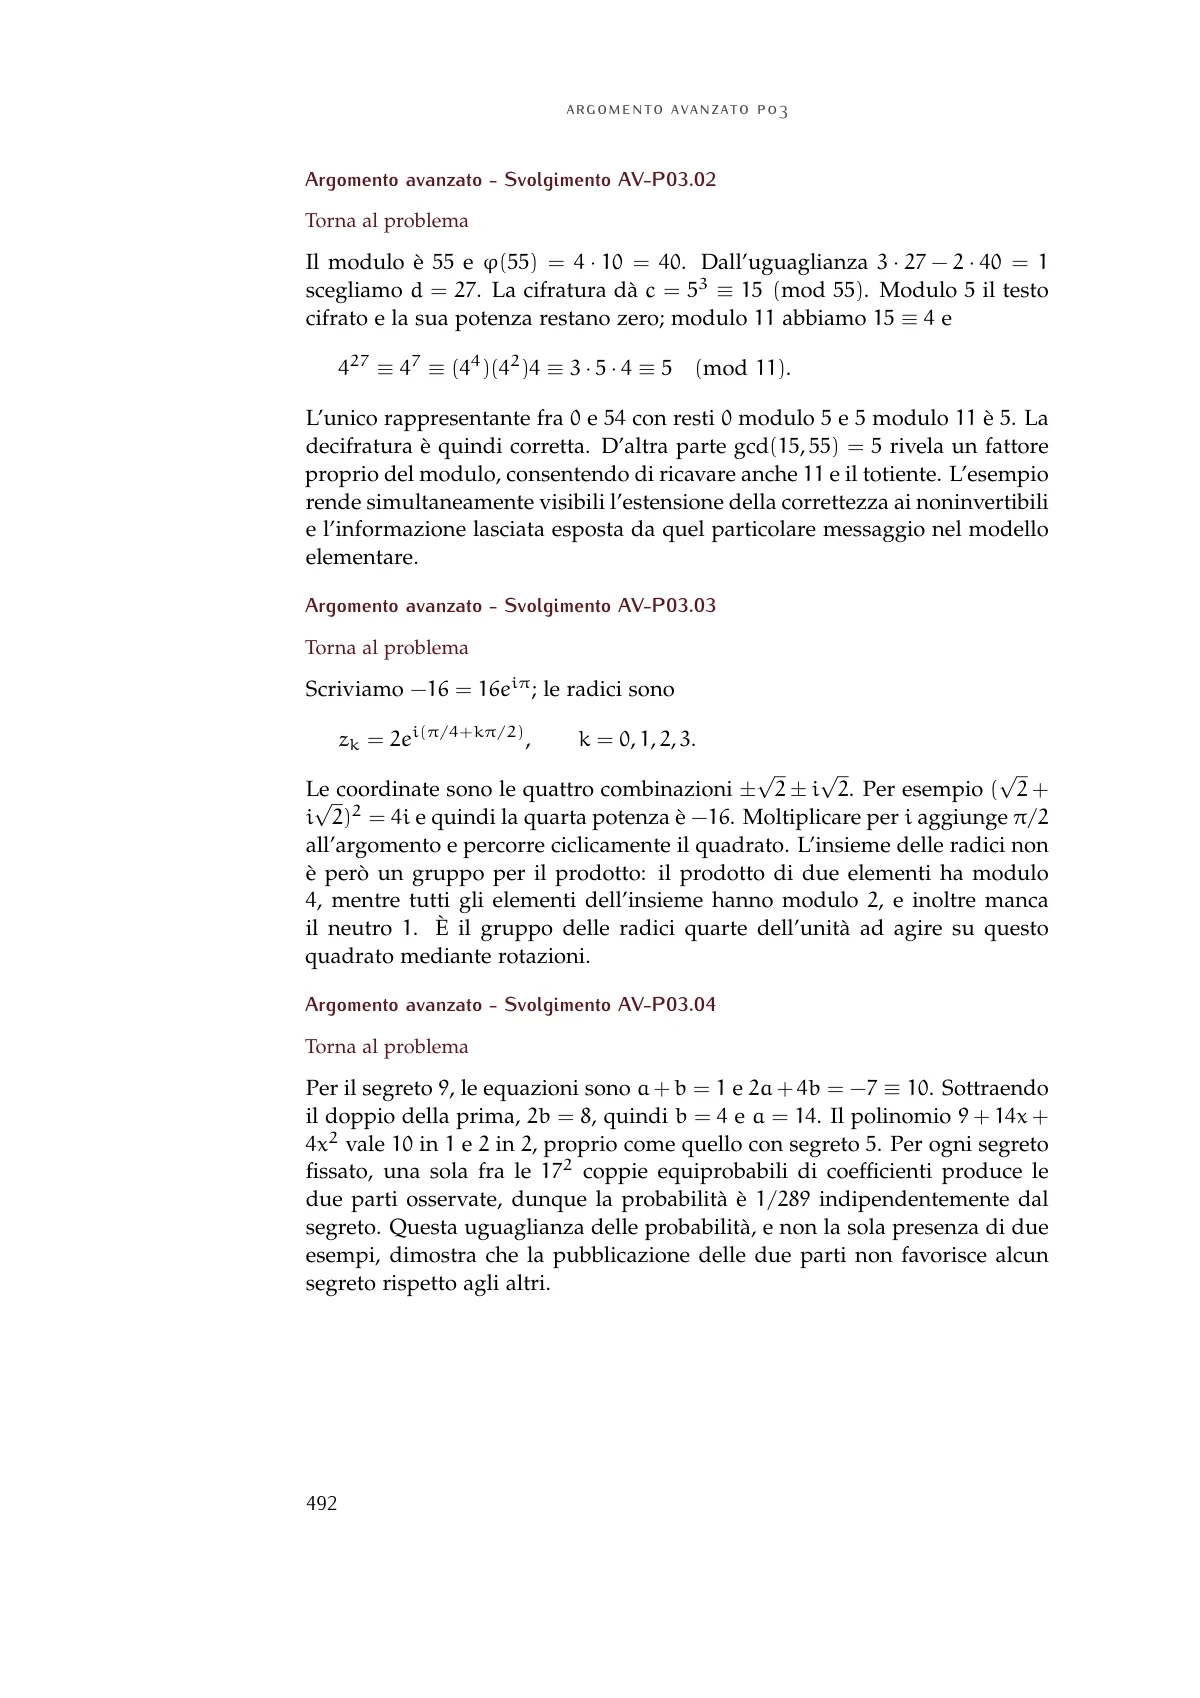 ARGOMENTO AVANZATO P03
Argomento avanzato - Svolgimento AV-P03.02
Torna al problema
Il modulo è 55 e φ(55) = 4 · 10 = 40. Dall'uguaglianza 3 · 27 − 2 · 40 = 1
scegliamo d = 27. La cifratura dà c = 5³ ≡ 15 (mod 55). Modulo 5 il testo
cifrato e la sua potenza restano zero; modulo 11 abbiamo 15 ≡ 4 e
4²⁷ ≡ 4⁷ ≡ (4⁴)(4²)4 ≡ 3 · 5 · 4 ≡ 5 (mod 11).
L'unico rappresentante fra 0 e 54 con resti 0 modulo 5 e 5 modulo 11 è 5. La
decifratura è quindi corretta. D'altra parte gcd(15, 55) = 5 rivela un fattore
proprio del modulo, consentendo di ricavare anche 11 e il totiente. L'esempio
rende simultaneamente visibili l'estensione della correttezza ai noninvertibili
e l'informazione lasciata esposta da quel particolare messaggio nel modello
elementare.
Argomento avanzato - Svolgimento AV-P03.03
Torna al problema
Scriviamo −16 = 16e^{iπ}; le radici sono
z_k = 2e^{i(π/4+kπ/2)}, k = 0, 1, 2, 3.
Le coordinate sono le quattro combinazioni ±√2 ± i√2. Per esempio (√2 +
i√2)² = 4i e quindi la quarta potenza è −16. Moltiplicare per i aggiunge π/2
all'argomento e percorre ciclicamente il quadrato. L'insieme delle radici non
è però un gruppo per il prodotto: il prodotto di due elementi ha modulo
4, mentre tutti gli elementi dell'insieme hanno modulo 2, e inoltre manca
il neutro 1. È il gruppo delle radici quarte dell'unità ad agire su questo
quadrato mediante rotazioni.
Argomento avanzato - Svolgimento AV-P03.04
Torna al problema
Per il segreto 9, le equazioni sono a + b = 1 e 2a + 4b = −7 ≡ 10. Sottraendo
il doppio della prima, 2b = 8, quindi b = 4 e a = 14. Il polinomio 9 + 14x +
4x² vale 10 in 1 e 2 in 2, proprio come quello con segreto 5. Per ogni segreto
fissato, una sola fra le 17² coppie equiprobabili di coefficienti produce le
due parti osservate, dunque la probabilità è 1/289 indipendentemente dal
segreto. Questa uguaglianza delle probabilità, e non la sola presenza di due
esempi, dimostra che la pubblicazione delle due parti non favorisce alcun
segreto rispetto agli altri.
492